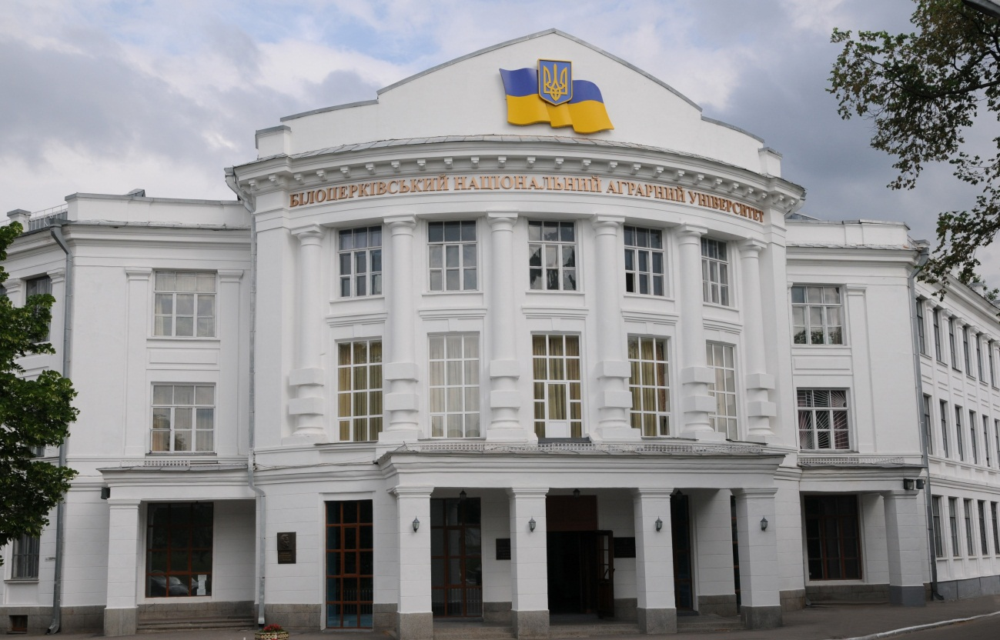 БІЛОЦЕРКІВСЬКИЙ НАЦІОНАЛЬНИЙ АГРАРНИЙ УНІВЕРСИТЕТ